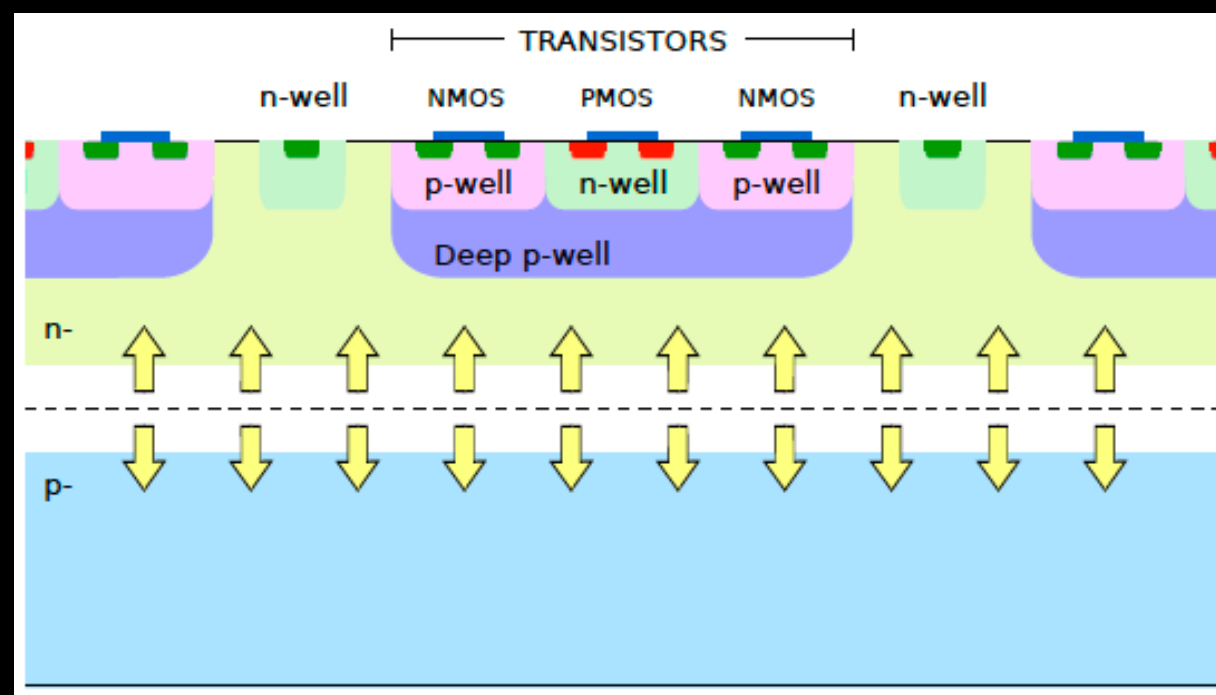 TRANSISTORS
n-well NMOS PMOS NMOS n-well
p-well n-well p-well
Deep p-well
n-
p-